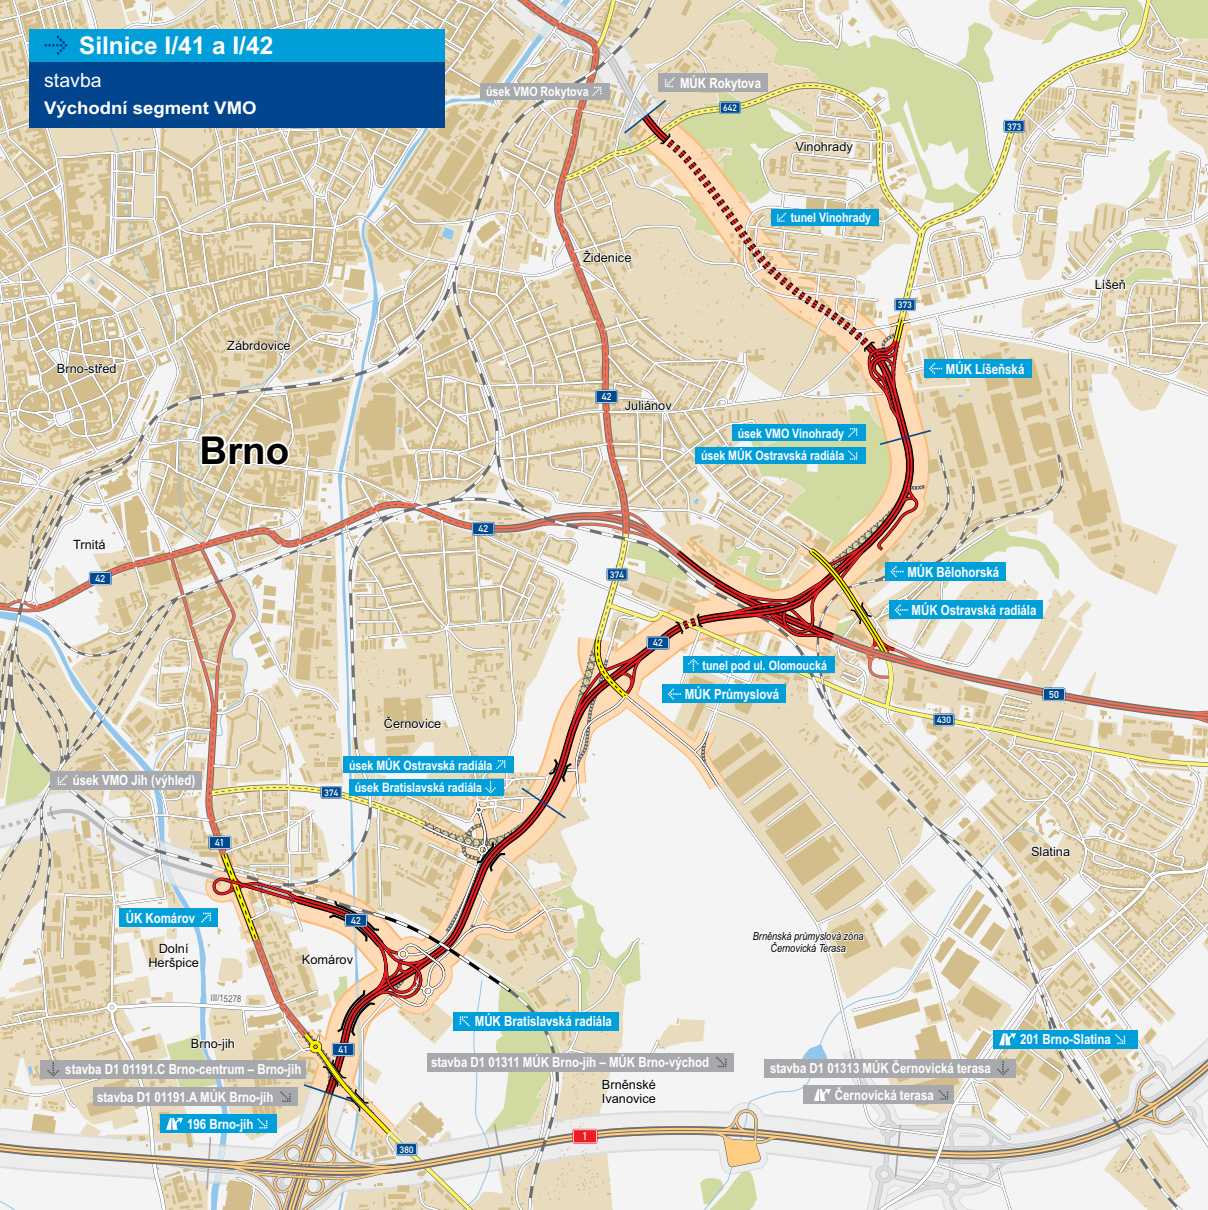 Silnice I/41 a I/42
stavba
Východní segment VMO
úsek VMO Rokytova
MÚK Rokytova
642
373
Vinohrady
tunel Vinohrady
Židenice
Líšeň
373
Zábrdovice
Brno-střed
MÚK Líšeňská
42
Juliánov
úsek VMO Vinohrady
úsek MÚK Ostravská radiála
Brno
42
Trnitá
42
374
MÚK Bělohorská
MÚK Ostravská radiála
42
tunel pod ul. Olomoucká
MÚK Průmyslová
50
430
Černovice
úsek MÚK Ostravská radiála
úsek Bratislavská radiála
úsek VMO Jih (výhled)
374
41
Slatina
ÚK Komárov
42
Brněnská průmyslová zóna
Černovická Terasa
Dolní
Heršpice
Komárov
III/15278
MÚK Bratislavská radiála
Brno-jih
41
201 Brno-Slatina
stavba D1 01191.C Brno-centrum – Brno-jih
stavba D1 01311 MÚK Brno-jih – MÚK Brno-východ
stavba D1 01313 MÚK Černovická terasa
stavba D1 01191.A MÚK Brno-jih
Brněnské
Ivanovice
Černovická terasa
196 Brno-jih
1
380